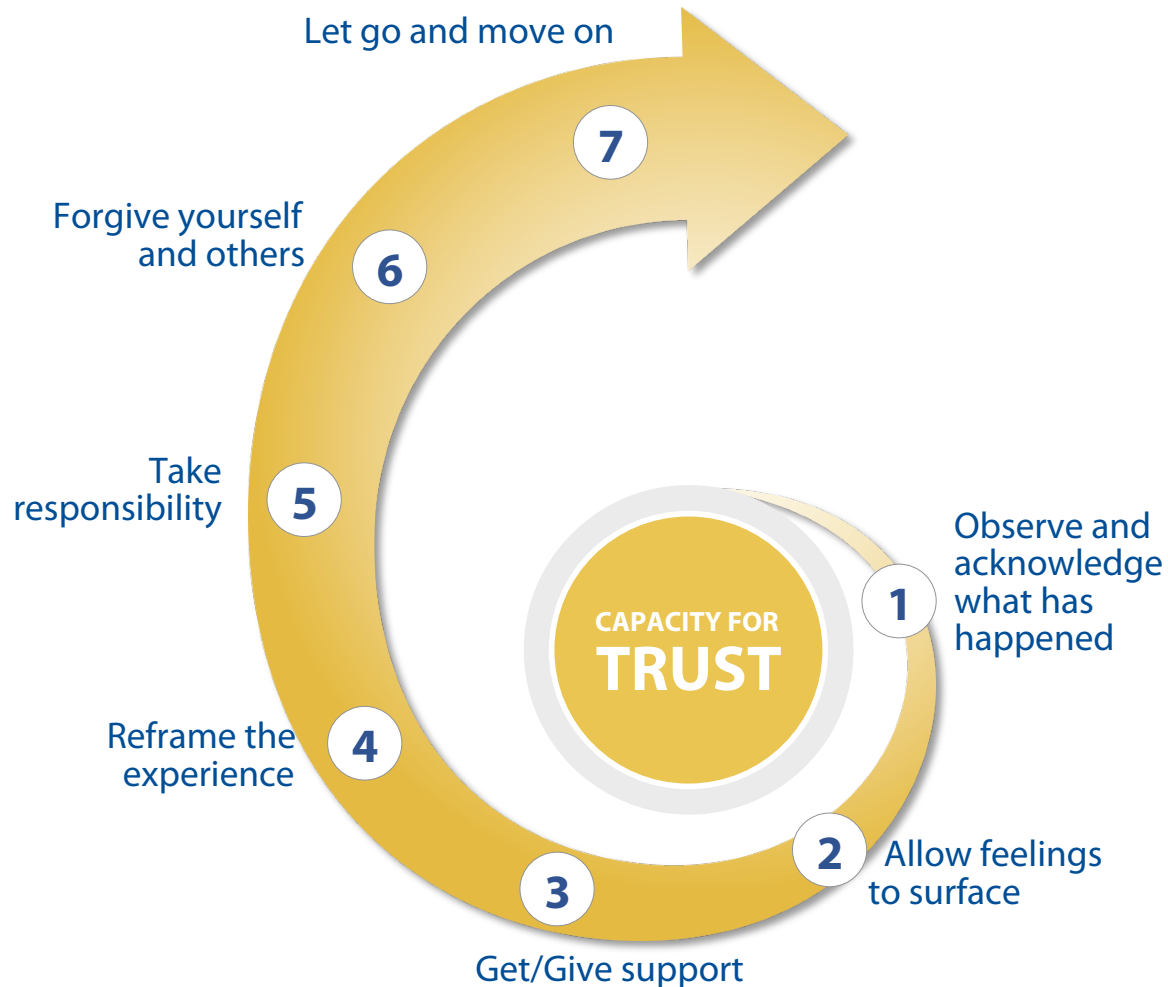 Let go and move on
7
Forgive yourself
and others
6
Take
responsibility
5
Observe and
acknowledge
what has
happened
1
CAPACITY FOR
TRUST
Reframe the
experience
4
2
Allow feelings
to surface
3
Get/Give support